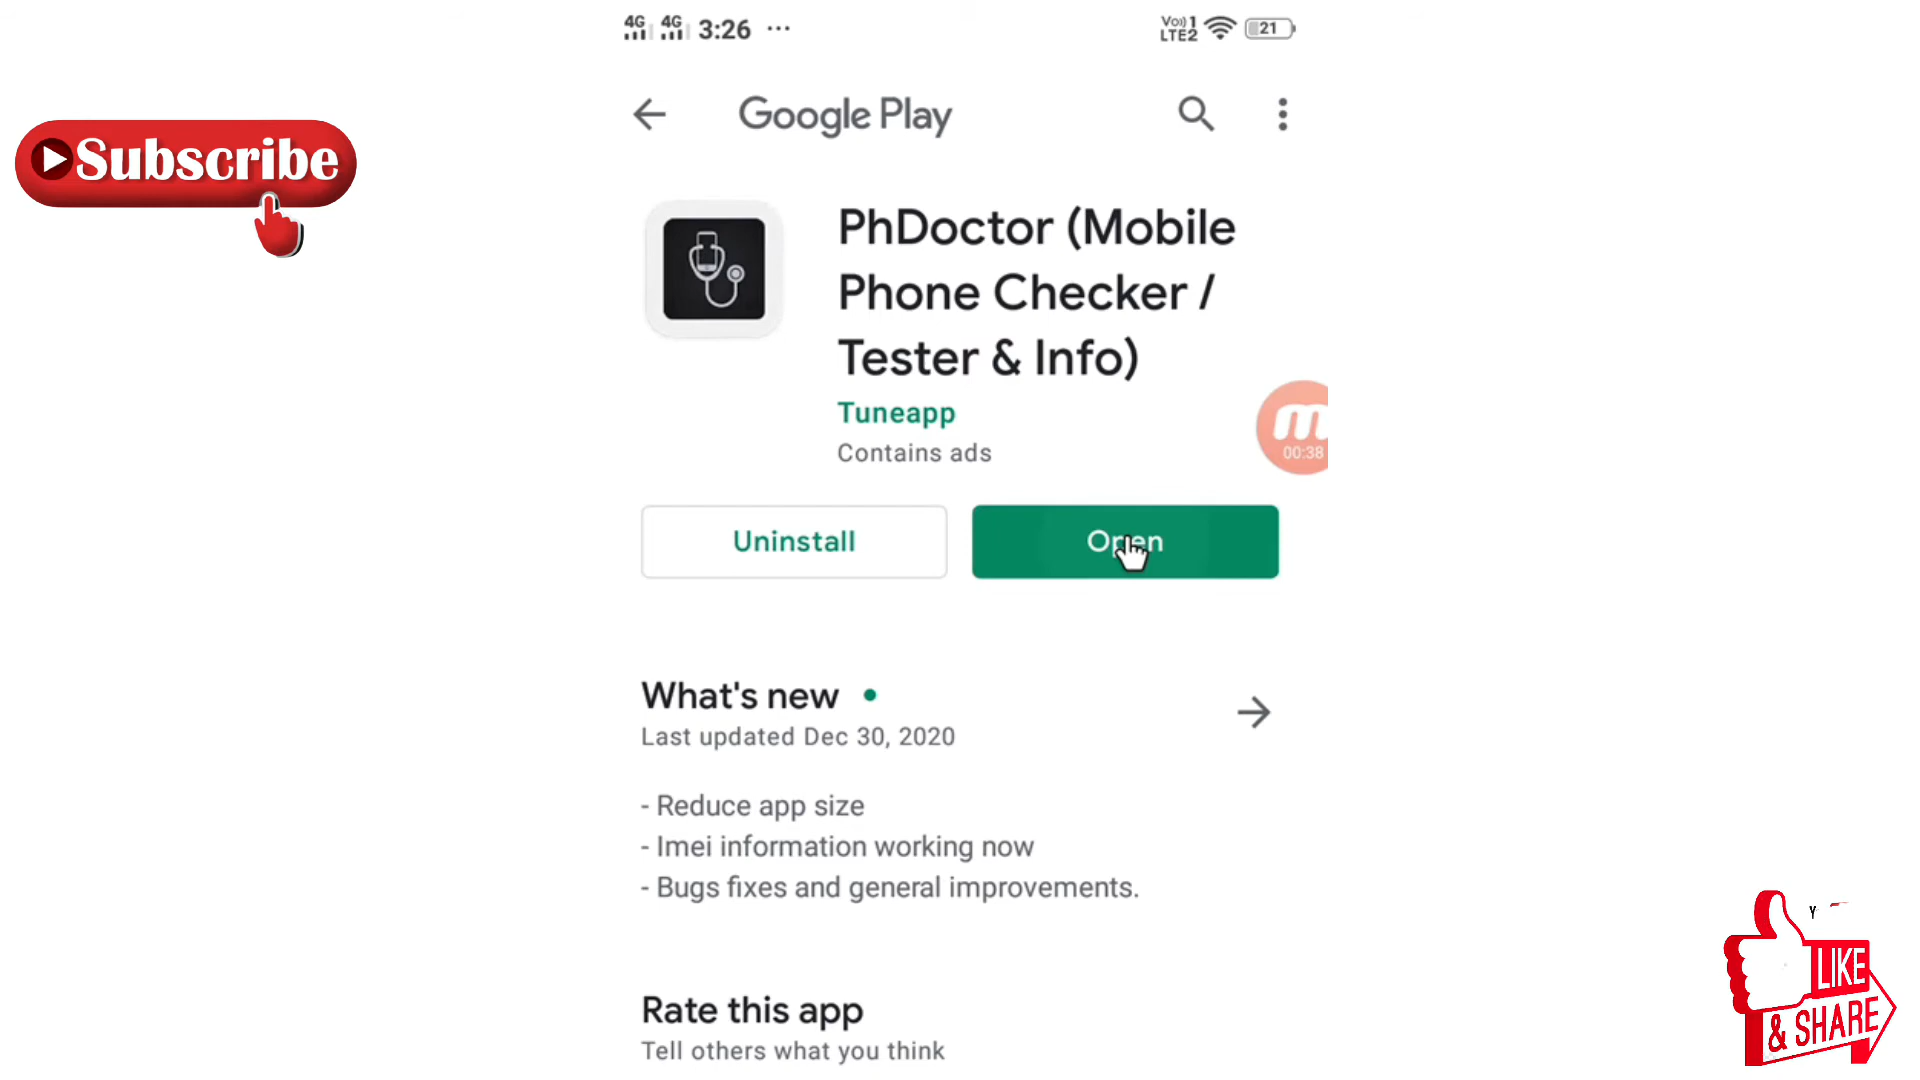 4G 4G 3:26 ... Vo)) 1 LTE2 21
Google Play
Subscribe
PhDoctor (Mobile
Phone Checker /
Tester & Info)
Tuneapp
Contains ads
m
00:38
Uninstall
Open
What's new
Last updated Dec 30, 2020
- Reduce app size
- Imei information working now
- Bugs fixes and general improvements.
Rate this app
Tell others what you think
Y
LIKE
& SHARE